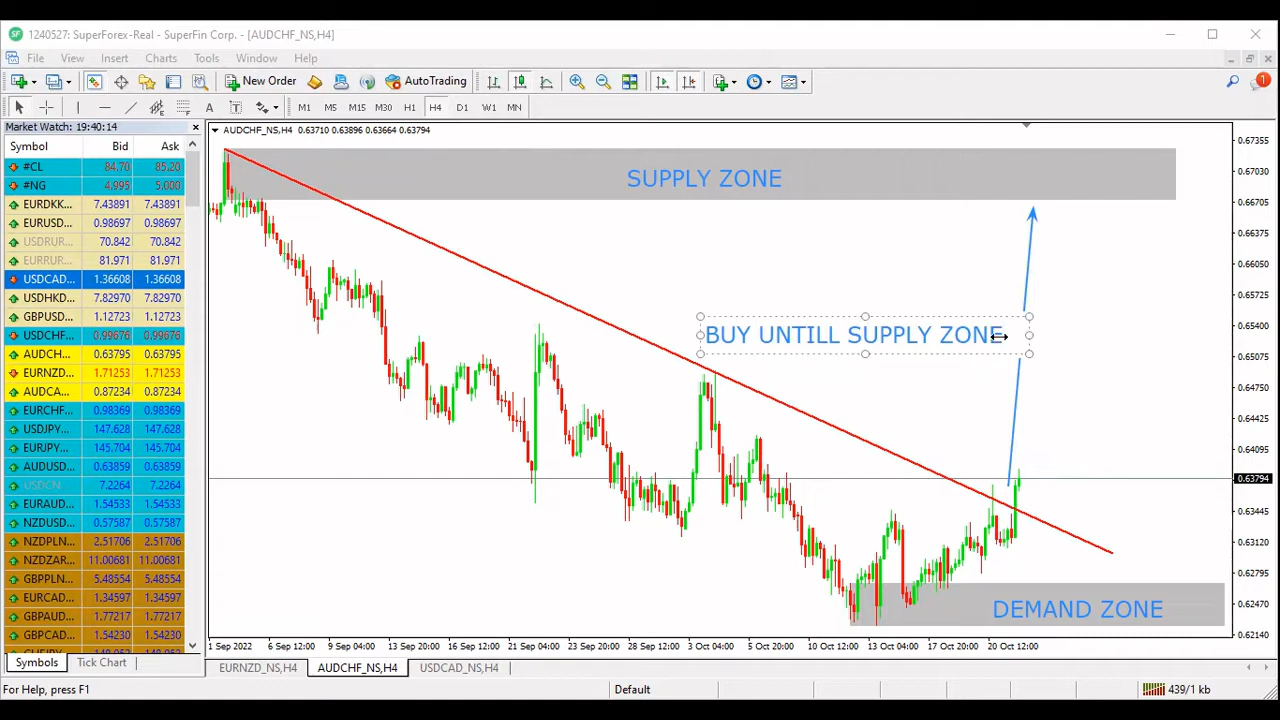 1240527: SuperForex-Real - SuperFin Corp. - [AUDCHF_NS,H4]
File View Insert Charts Tools Window Help
New Order AutoTrading
A T M1 M5 M15 M30 H1 H4 D1 W1 MN
1
Market Watch: 19:40:14
Symbol Bid Ask
#CL 84.70 85.20
#NG 4.995 5.000
EURDKK... 7.43891 7.43891
EURUSD... 0.98697 0.98697
USDRUR... 70.842 70.842
EURRUR... 81.971 81.971
USDCAD... 1.36608 1.36608
USDHKD... 7.82970 7.82970
GBPUSD... 1.12723 1.12723
USDCHF... 0.99676 0.99676
AUDCH... 0.63795 0.63795
EURNZD... 1.71253 1.71253
AUDCA... 0.87234 0.87234
EURCHF... 0.98369 0.98369
USDJPY... 147.628 147.628
EURJPY... 145.704 145.704
AUDUSD... 0.63859 0.63859
USDCN... 7.2264 7.2264
EURAUD... 1.54533 1.54533
NZDUSD... 0.57587 0.57587
NZDPLN... 2.51706 2.51706
NZDZAR... 11.00681 11.00681
GBPPLN... 5.48554 5.48554
EURCAD... 1.34597 1.34597
GBPAUD... 1.77217 1.77217
GBPCAD... 1.54230 1.54230
Symbols Tick Chart
AUDCHF_NS,H4 0.63710 0.63896 0.63664 0.63794
SUPPLY ZONE
BUY UNTILL SUPPLY ZONE
DEMAND ZONE
0.67355
0.67030
0.66705
0.66375
0.66050
0.65725
0.65400
0.65075
0.64750
0.64095
0.63794
0.63445
0.63120
0.62795
0.62470
0.62140
1 Sep 2022 6 Sep 12:00 9 Sep 04:00 13 Sep 20:00 16 Sep 12:00 21 Sep 04:00 23 Sep 20:00 28 Sep 12:00 3 Oct 04:00 5 Oct 20:00 10 Oct 12:00 13 Oct 04:00 17 Oct 20:00 20 Oct 12:00
EURNZD_NS,H4 AUDCHF_NS,H4 USDCAD_NS,H4
For Help, press F1 Default 439/1 kb